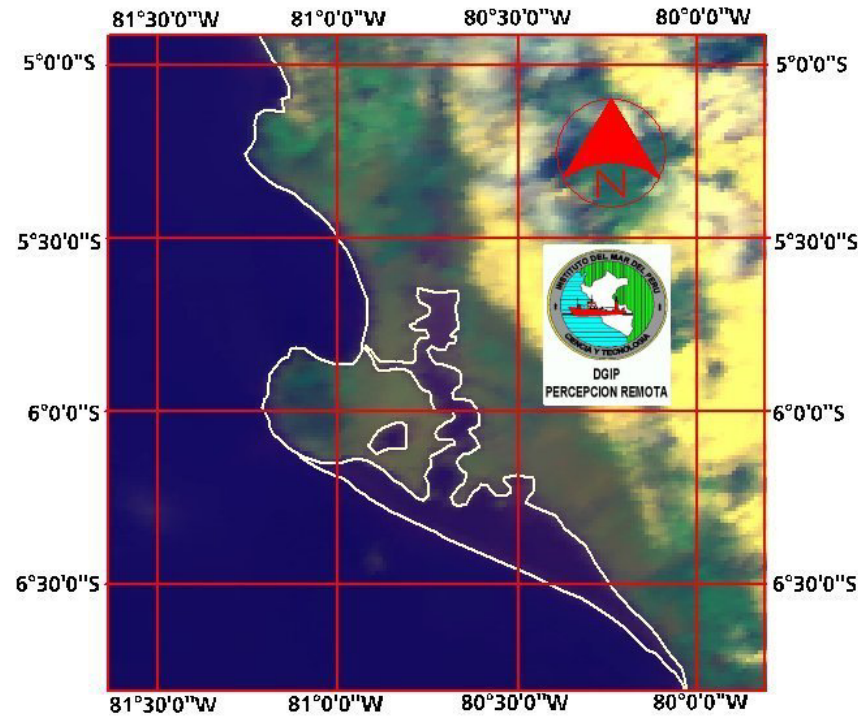 81°30'0"W 81°0'0"W 80°30'0"W 80°0'0"W
5°0'0"S 5°0'0"S
N
5°30'0"S 5°30'0"S
INSTITUTO DEL MAR DEL PERU
CIENCIA Y TECNOLOGIA
DGIP
PERCEPCION REMOTA
6°0'0"S 6°0'0"S
6°30'0"S 6°30'0"S
81°30'0"W 81°0'0"W 80°30'0"W 80°0'0"W